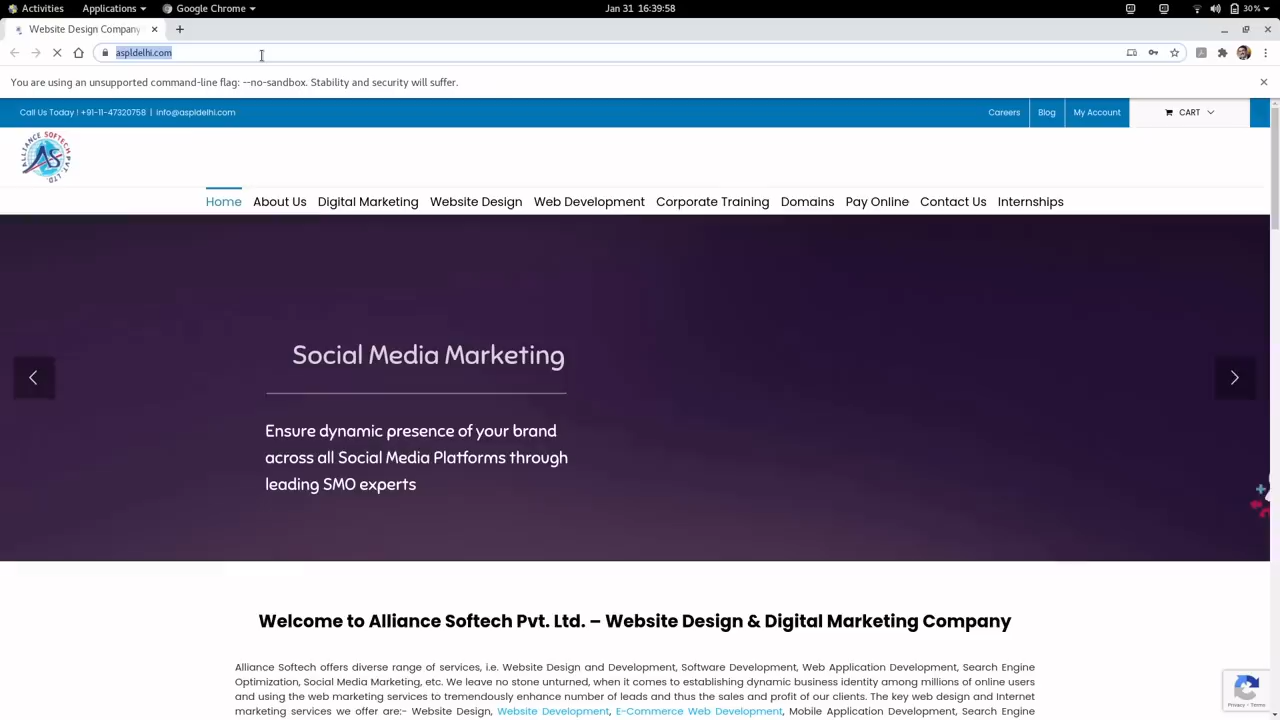 Activities Applications Google Chrome Jan 31 16:39:58 30%
Website Design Company
aspldelhi.com
You are using an unsupported command-line flag: --no-sandbox. Stability and security will suffer.
Call Us Today ! +91-11-47320758 | info@aspldelhi.com Careers Blog My Account CART
ALLIANCE SOFTECH PVT. LTD. AS
Home About Us Digital Marketing Website Design Web Development Corporate Training Domains Pay Online Contact Us Internships
Social Media Marketing
Ensure dynamic presence of your brand
across all Social Media Platforms through
leading SMO experts
Welcome to Alliance Softech Pvt. Ltd. – Website Design & Digital Marketing Company
Alliance Softech offers diverse range of services, i.e. Website Design and Development, Software Development, Web Application Development, Search Engine
Optimization, Social Media Marketing, etc. We leave no stone unturned, when it comes to establishing dynamic business identity among millions of online users
and using the web marketing services to tremendously enhance number of leads and thus the sales and profit of our clients. The key web design and Internet
marketing services we offer are:- Website Design, Website Development, E-Commerce Web Development, Mobile Application Development, Search Engine
Privacy - Terms